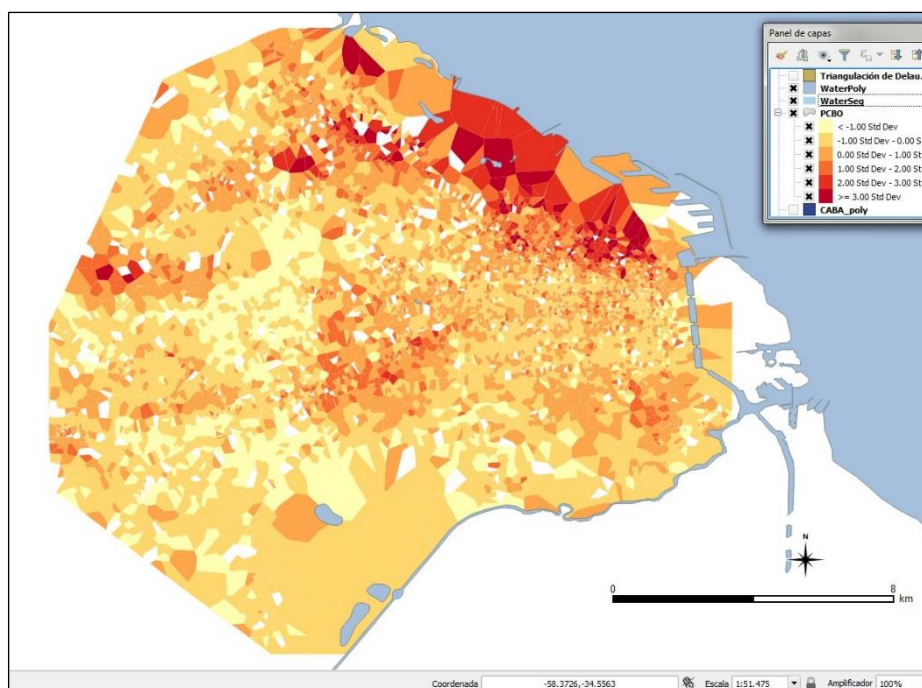 Panel de capas
Triangulación de Delau.
WaterPoly
WaterSeg
PCBO
< -1.00 Std Dev
-1.00 Std Dev - 0.00 S
0.00 Std Dev - 1.00 S
1.00 Std Dev - 2.00 S
2.00 Std Dev - 3.00 S
>= 3.00 Std Dev
CABA_poly
N
0 8
km
Coordenada -58.3726,-34.5563 Escala 1:51.475 Amplificador 100%